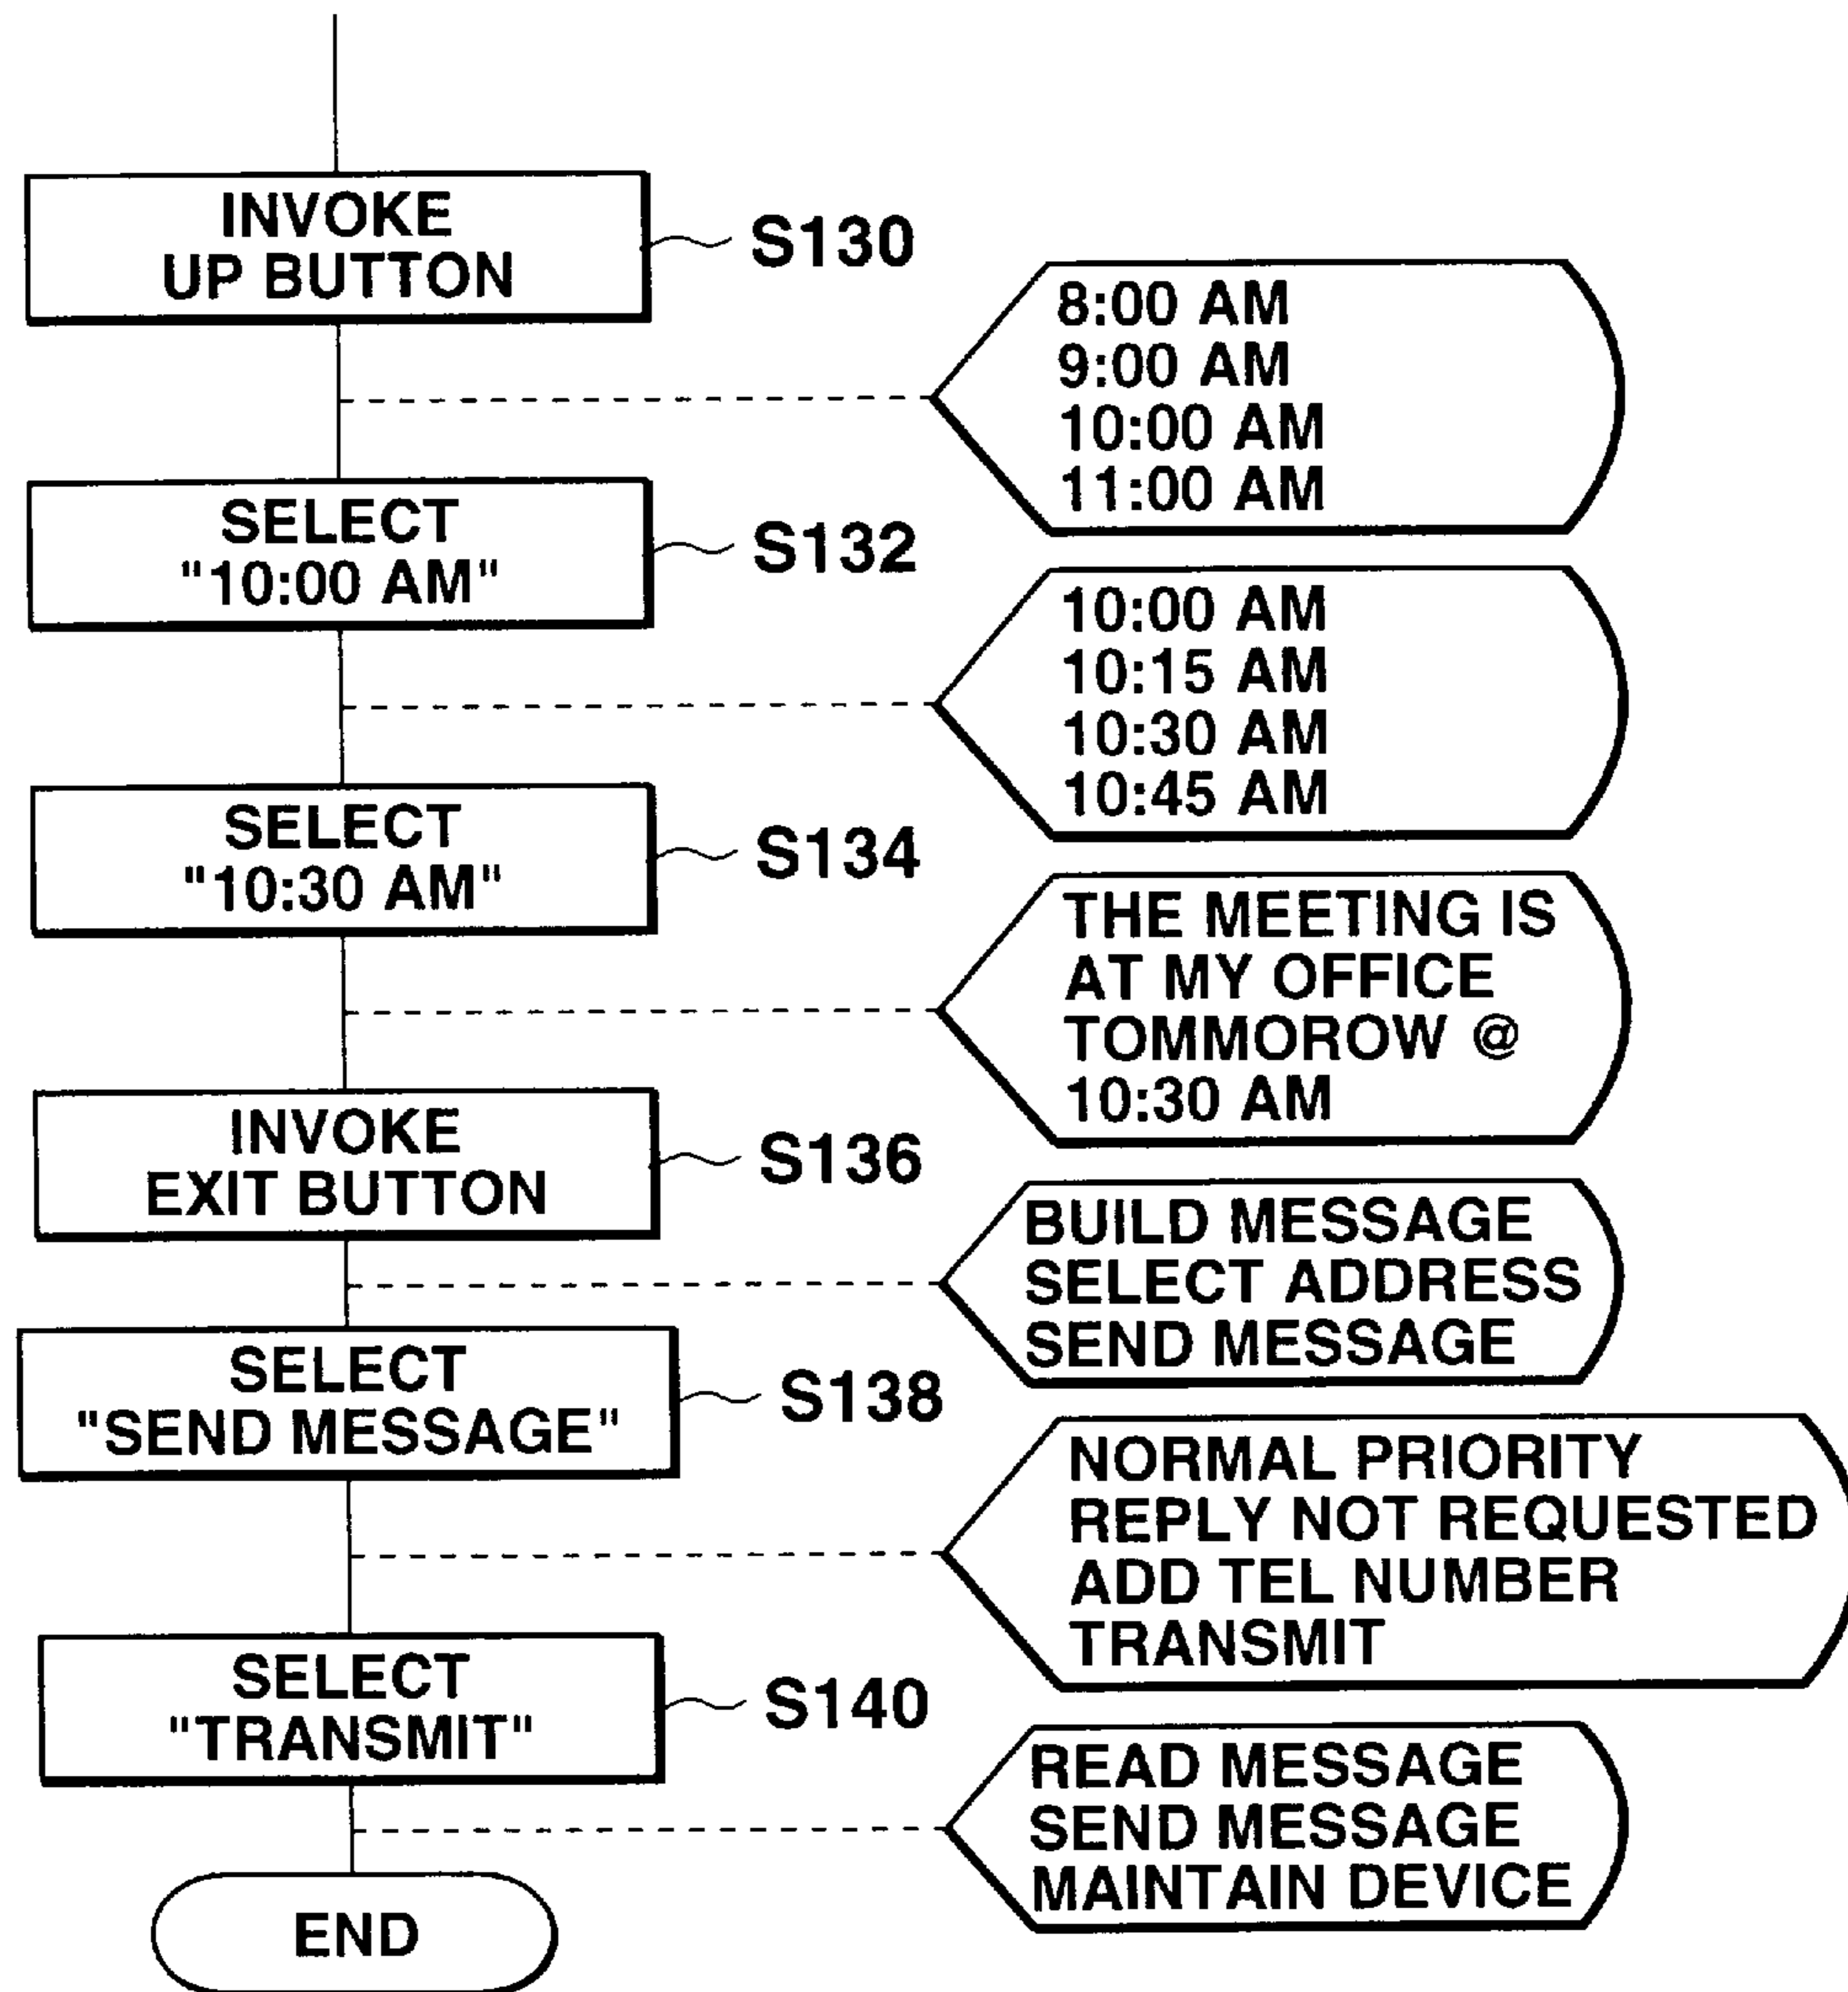 INVOKE
UP BUTTON
S130
8:00 AM
9:00 AM
10:00 AM
11:00 AM
SELECT
"10:00 AM"
S132
10:00 AM
10:15 AM
10:30 AM
10:45 AM
SELECT
"10:30 AM"
S134
THE MEETING IS
AT MY OFFICE
TOMMOROW @
10:30 AM
INVOKE
EXIT BUTTON
S136
BUILD MESSAGE
SELECT ADDRESS
SEND MESSAGE
SELECT
"SEND MESSAGE"
S138
NORMAL PRIORITY
REPLY NOT REQUESTED
ADD TEL NUMBER
TRANSMIT
SELECT
"TRANSMIT"
S140
READ MESSAGE
SEND MESSAGE
MAINTAIN DEVICE
END